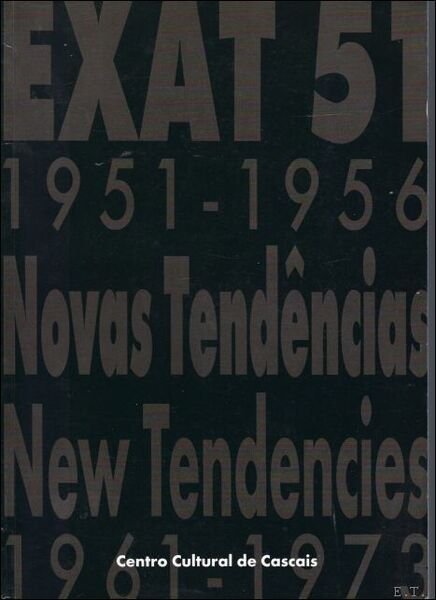 EXAT 51
1951-1956
Novas Tendências
New Tendencies
1961-1973
Centro Cultural de Cascais
E.T.